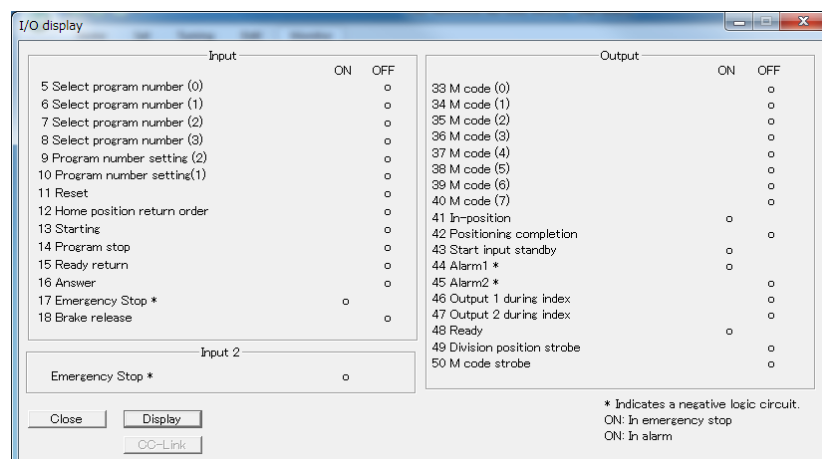 I/O display
Input
ON OFF
5 Select program number (0) o
6 Select program number (1) o
7 Select program number (2) o
8 Select program number (3) o
9 Program number setting (2) o
10 Program number setting(1) o
11 Reset o
12 Home position return order o
13 Starting o
14 Program stop o
15 Ready return o
16 Answer o
17 Emergency Stop * o
18 Brake release o
Input 2
Emergency Stop * o
Close Display
CC-Link
Output
ON OFF
33 M code (0) o
34 M code (1) o
35 M code (2) o
36 M code (3) o
37 M code (4) o
38 M code (5) o
39 M code (6) o
40 M code (7) o
41 In-position o
42 Positioning completion o
43 Start input standby o
44 Alarm1 * o
45 Alarm2 * o
46 Output 1 during index o
47 Output 2 during index o
48 Ready o
49 Division position strobe o
50 M code strobe o
* Indicates a negative logic circuit.
ON: In emergency stop
ON: In alarm